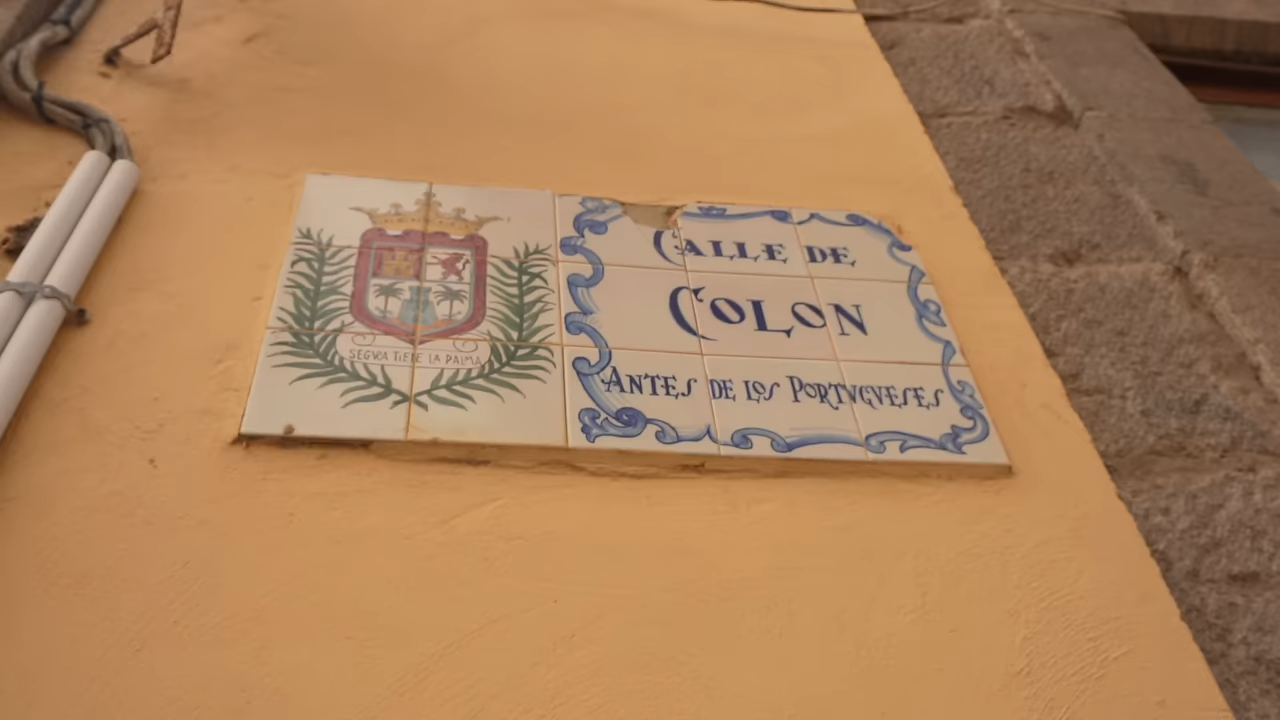 SEGVRA TIENE LA PALMA
CALLE DE
COLON
ANTES DE LOS PORTVGVESES